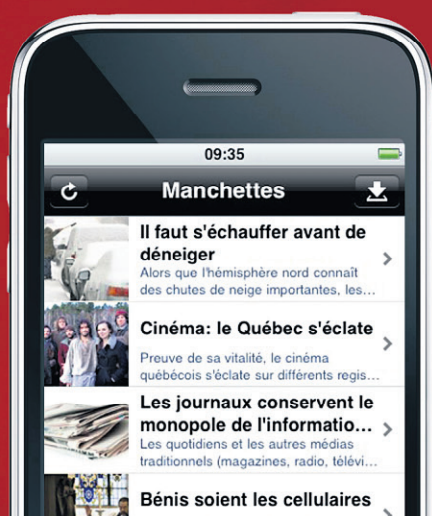 09:35
Manchettes
Il faut s'échauffer avant de
déneiger
Alors que l'hémisphère nord connaît
des chutes de neige importantes, les...
Cinéma: le Québec s'éclate
Preuve de sa vitalité, le cinéma
québécois s'éclate sur différents regis...
Les journaux conservent le
monopole de l'informatio...
Les quotidiens et les autres médias
traditionnels (magazines, radio, télévi...
Bénis soient les cellulaires